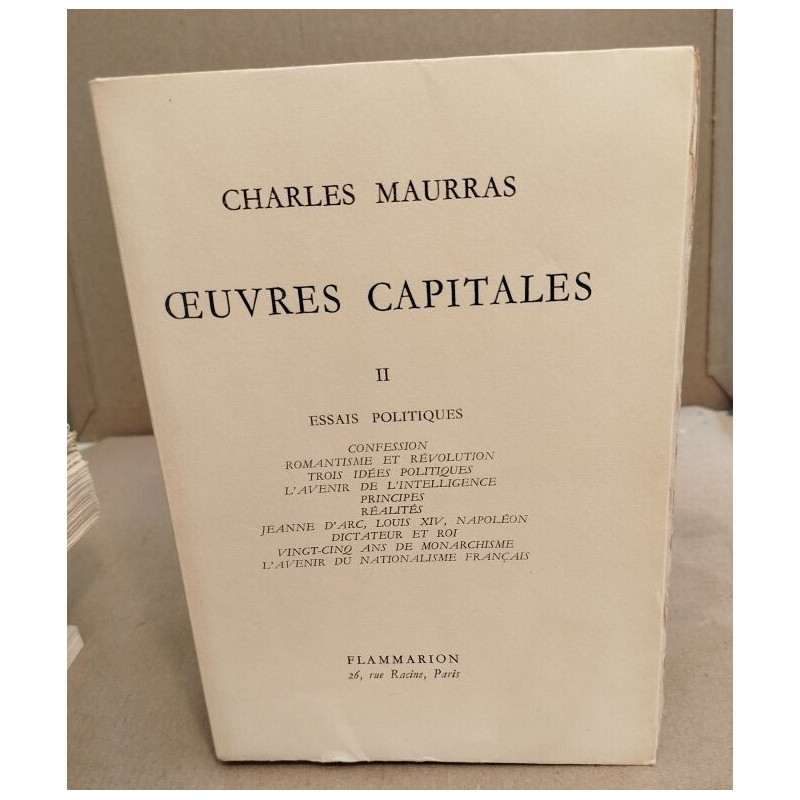 CHARLES MAURRAS
ŒUVRES CAPITALES
II
ESSAIS POLITIQUES
CONFESSION
ROMANTISME ET RÉVOLUTION
TROIS IDÉES POLITIQUES
L'AVENIR DE L'INTELLIGENCE
PRINCIPES
RÉALITÉS
JEANNE D'ARC, LOUIS XIV, NAPOLÉON
DICTATEUR ET ROI
VINGT-CINQ ANS DE MONARCHISME
L'AVENIR DU NATIONALISME FRANÇAIS
FLAMMARION
26, rue Racine, Paris